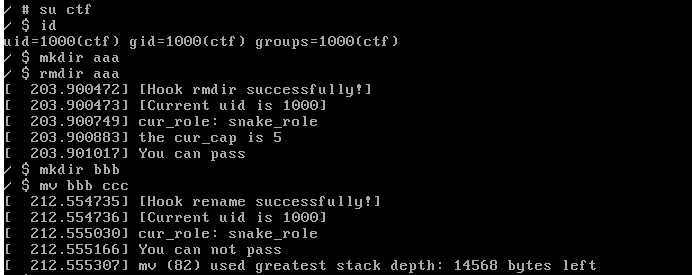 / # su ctf
/ $ id
uid=1000(ctf) gid=1000(ctf) groups=1000(ctf)
/ $ mkdir aaa
/ $ rmdir aaa
[  203.900472] [Hook rmdir successfully!]
[  203.900473] [Current uid is 1000]
[  203.900749] cur_role: snake_role
[  203.900883] the cur_cap is 5
[  203.901017] You can pass
/ $ mkdir bbb
/ $ mv bbb ccc
[  212.554735] [Hook rename successfully!]
[  212.554736] [Current uid is 1000]
[  212.555030] cur_role: snake_role
[  212.555166] You can not pass
[  212.555307] mv (82) used greatest stack depth: 14568 bytes left